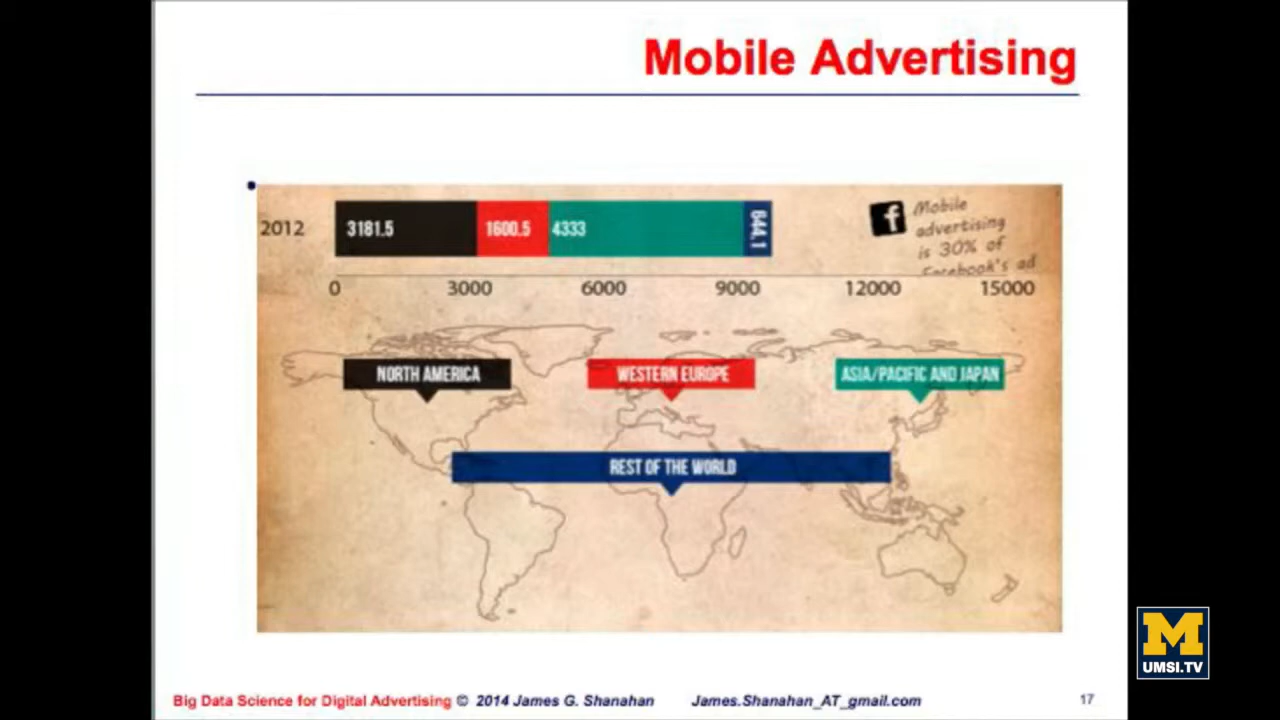 Mobile Advertising
2012
3181.5
1600.5
4333
644.1
Mobile
advertising
is 30% of
Facebook's ad
0 3000 6000 9000 12000 15000
NORTH AMERICA
WESTERN EUROPE
ASIA/PACIFIC AND JAPAN
REST OF THE WORLD
Big Data Science for Digital Advertising © 2014 James G. Shanahan James.Shanahan_AT_gmail.com
17
M
UMSI.TV